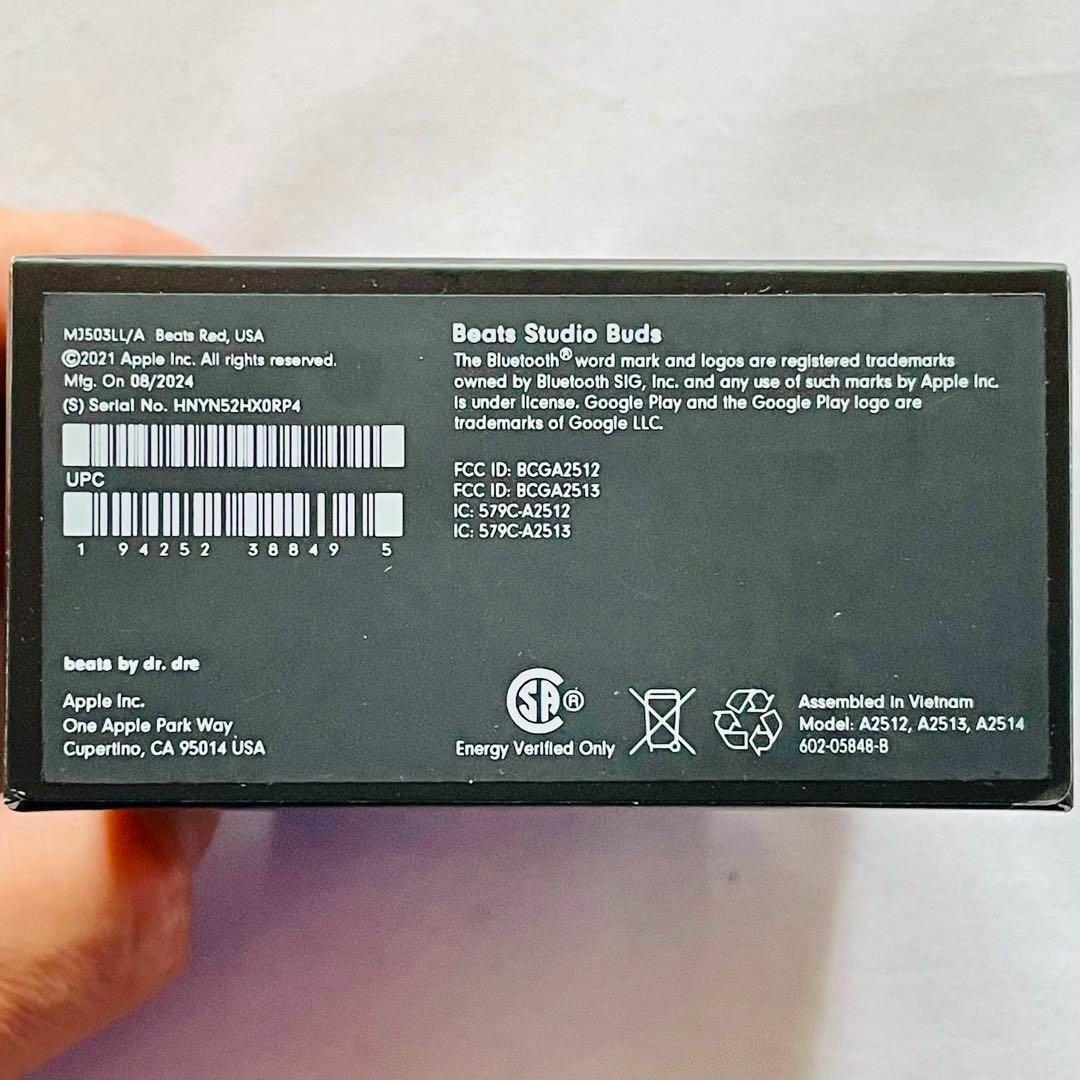 MJ503LL/A Beats Red, USA
©2021 Apple Inc. All rights reserved.
Mfg. On 08/2024
(S) Serial No. HNYN52HX0RP4
UPC
1 94252 38849 5
beats by dr. dre
Apple Inc.
One Apple Park Way
Cupertino, CA 95014 USA
Beats Studio Buds
The Bluetooth® word mark and logos are registered trademarks
owned by Bluetooth SIG, Inc. and any use of such marks by Apple Inc.
is under license. Google Play and the Google Play logo are
trademarks of Google LLC.
FCC ID: BCGA2512
FCC ID: BCGA2513
IC: 579C-A2512
IC: 579C-A2513
SA®
Energy Verified Only
Assembled in Vietnam
Model: A2512, A2513, A2514
602-05848-B